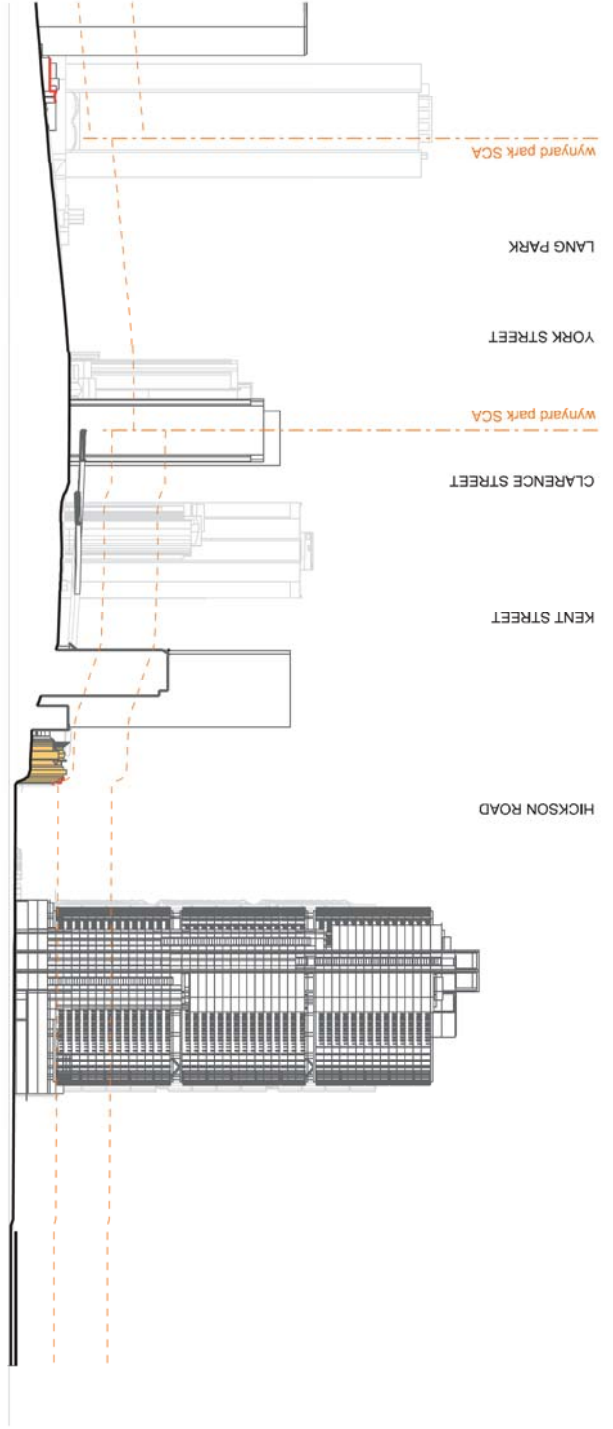 HICKSON ROAD
KENT STREET
CLARENCE STREET
wynyard park SCA
YORK STREET
LANG PARK
wynyard park SCA